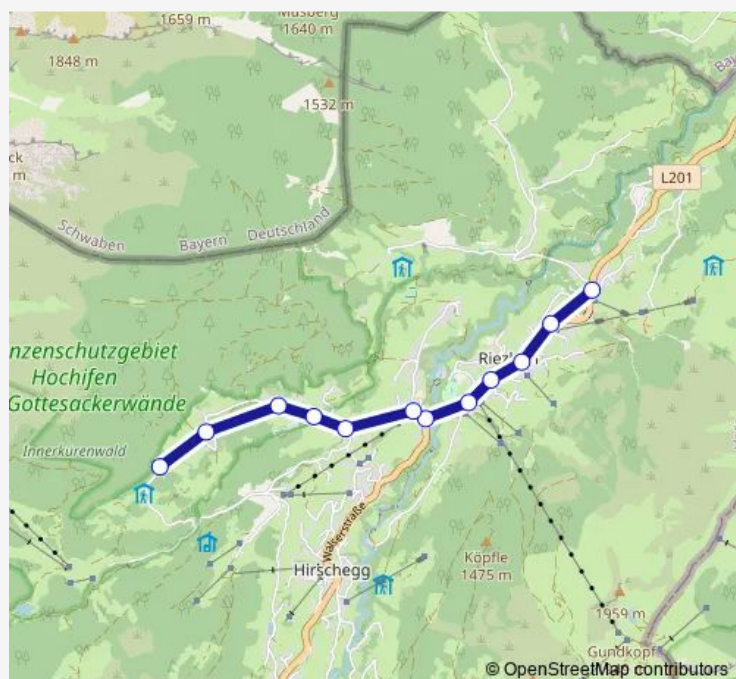 1659 m
1640 m
1848 m
1532 m
m
L201
Schwaben
Bayern
Deutschland
nzenschutzgebiet
Hochifen
Gottesackerwände
Innerkurenwald
Walserstraße
Hirschegg
Köpfle
1475 m
1959 m
Gundkopf
© OpenStreetMap contributors